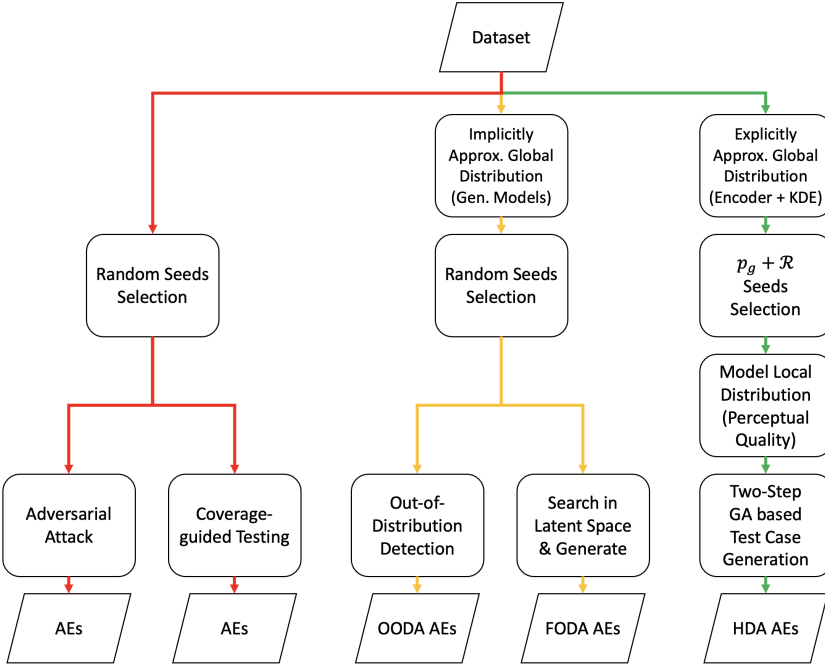 Dataset
Implicitly
Approx. Global
Distribution
(Gen. Models)
Explicitly
Approx. Global
Distribution
(Encoder + KDE)
Random Seeds
Selection
Random Seeds
Selection
p_g + ℛ
Seeds
Selection
Model Local
Distribution
(Perceptual
Quality)
Adversarial
Attack
Coverage-
guided Testing
Out-of-
Distribution
Detection
Search in
Latent Space
& Generate
Two-Step
GA based
Test Case
Generation
AEs
AEs
OODA AEs
FODA AEs
HDA AEs